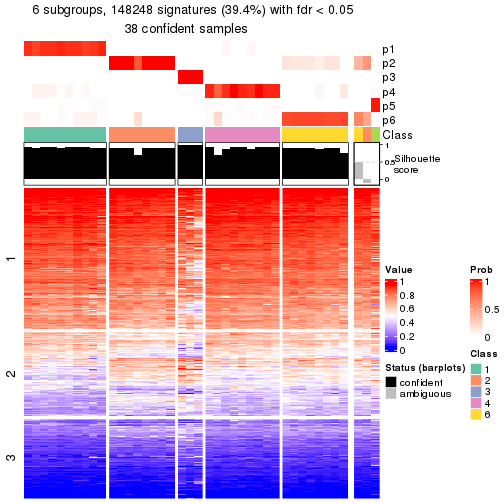 6 subgroups, 148248 signatures (39.4%) with fdr < 0.05
38 confident samples
p1
p2
p3
p4
p5
p6
Class
1
0.5
0
Silhouette
score
1
2
3
Value
1
0.8
0.6
0.4
0.2
0
Prob
1
0.5
0
Status (barplots)
confident
ambiguous
Class
1
2
3
4
6